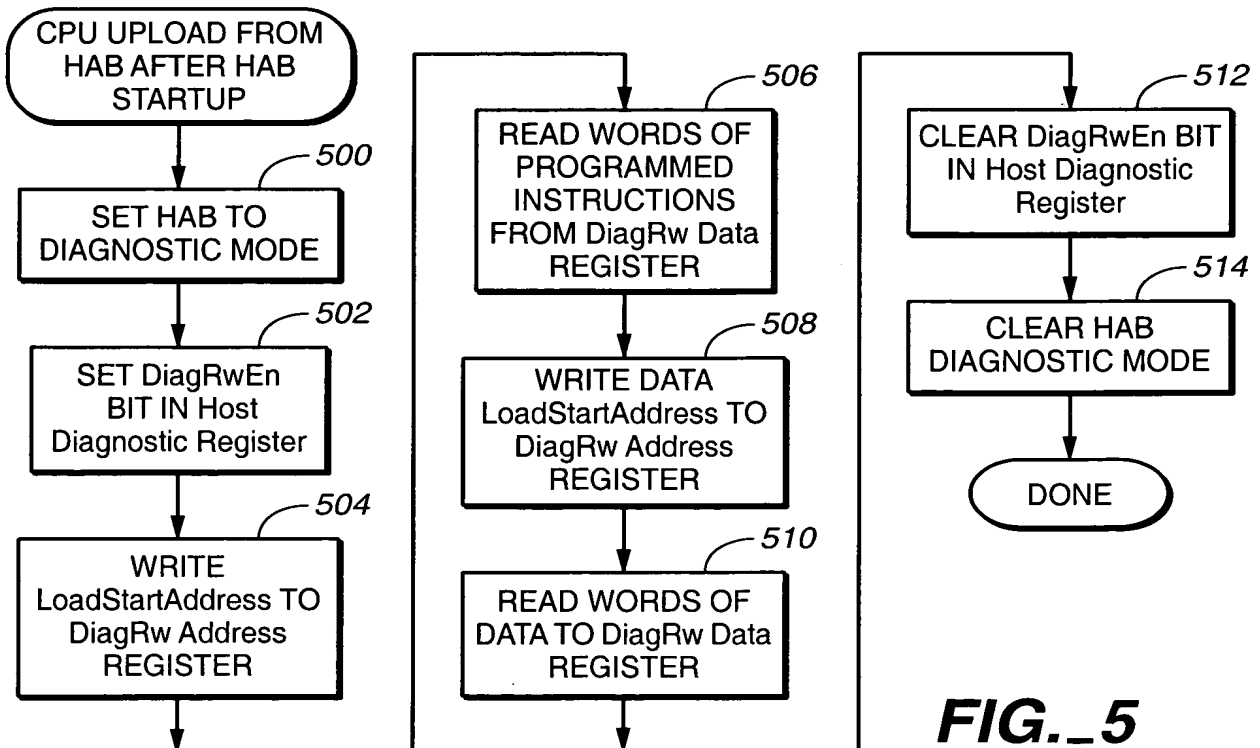 CPU UPLOAD FROM
HAB AFTER HAB
STARTUP
500
SET HAB TO
DIAGNOSTIC MODE
502
SET DiagRwEn
BIT IN Host
Diagnostic Register
504
WRITE
LoadStartAddress TO
DiagRw Address
REGISTER
506
READ WORDS OF
PROGRAMMED
INSTRUCTIONS
FROM DiagRw Data
REGISTER
508
WRITE DATA
LoadStartAddress TO
DiagRw Address
REGISTER
510
READ WORDS OF
DATA TO DiagRw Data
REGISTER
512
CLEAR DiagRwEn BIT
IN Host Diagnostic
Register
514
CLEAR HAB
DIAGNOSTIC MODE
DONE
FIG._5